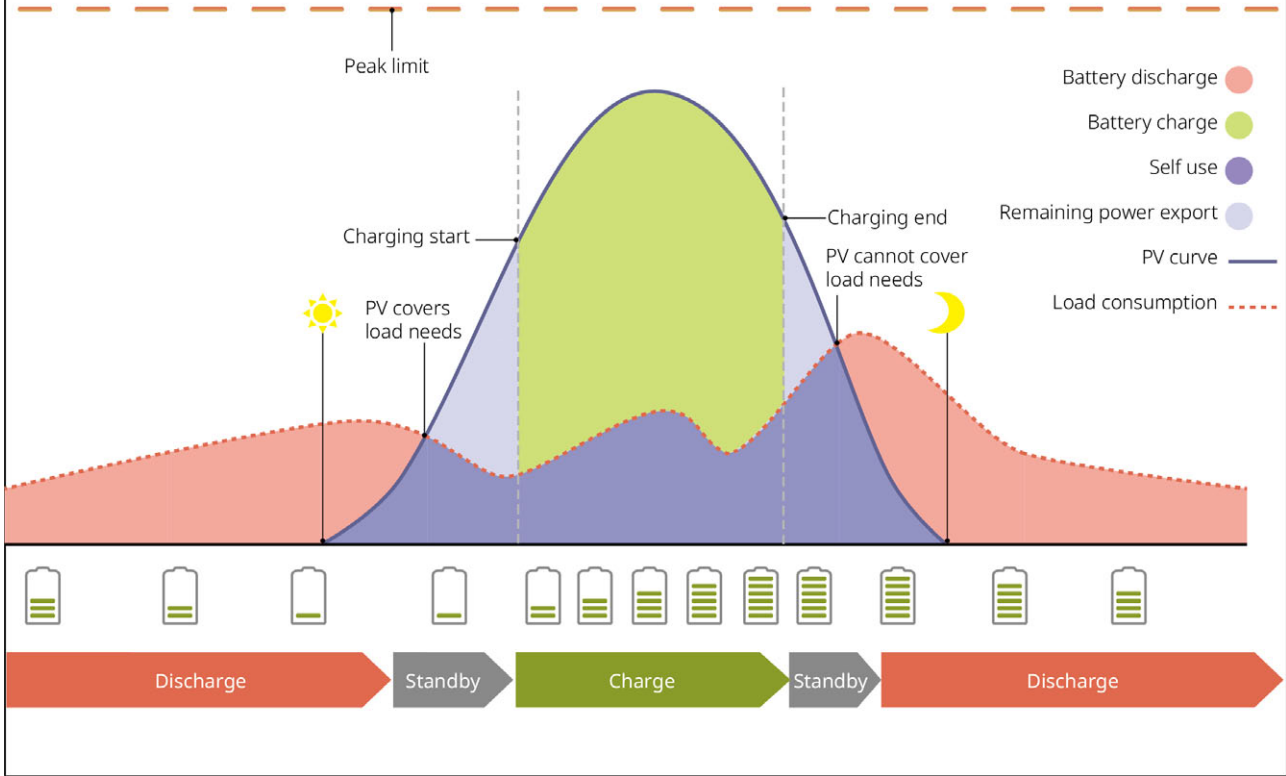 Peak limit
Battery discharge
Battery charge
Self use
Remaining power export
PV curve
Load consumption
Charging start
Charging end
PV cannot cover
load needs
PV covers
load needs
Discharge
Standby
Charge
Standby
Discharge